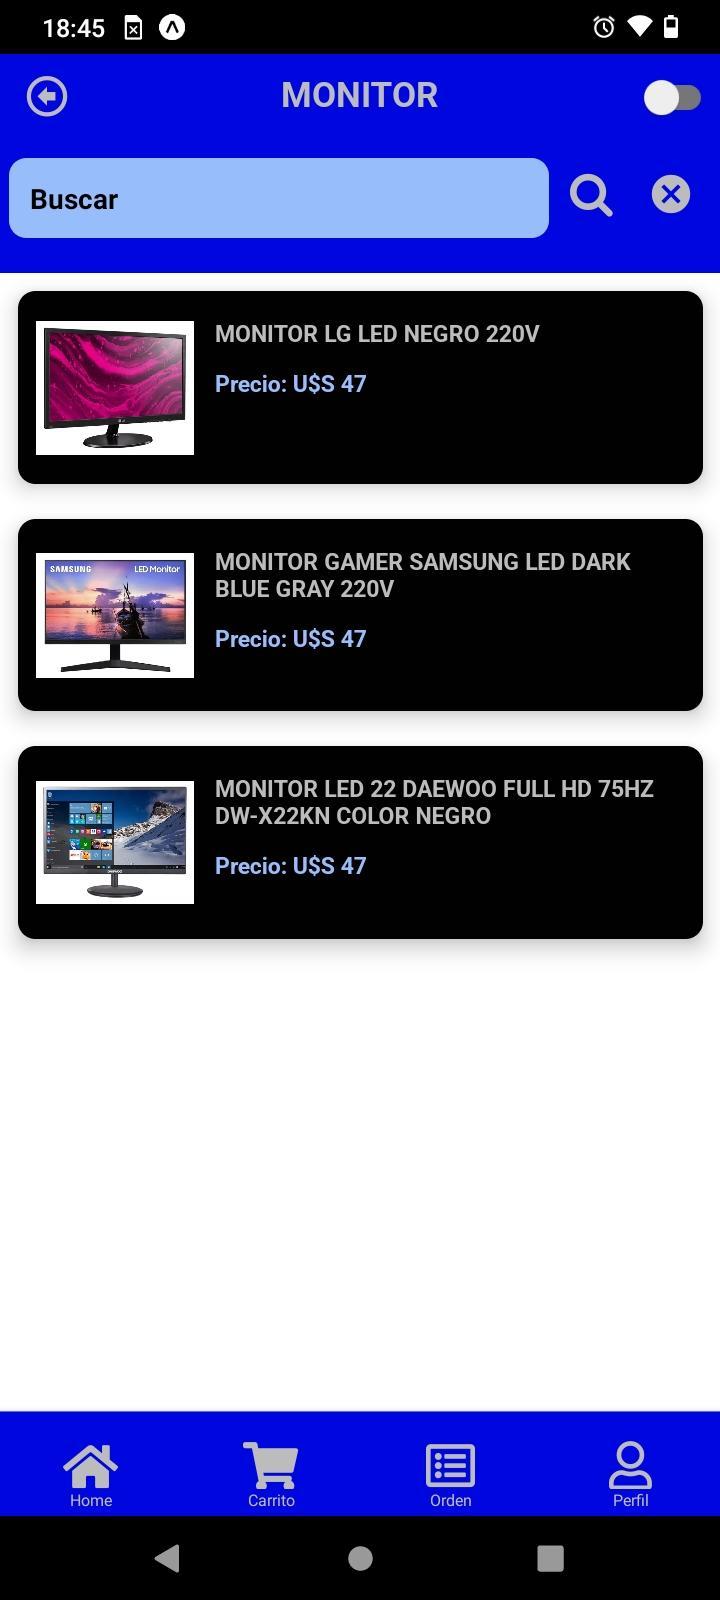 18:45
MONITOR
Buscar
MONITOR LG LED NEGRO 220V
Precio: U$S 47
SAMSUNG LED Monitor
MONITOR GAMER SAMSUNG LED DARK
BLUE GRAY 220V
Precio: U$S 47
MONITOR LED 22 DAEWOO FULL HD 75HZ
DW-X22KN COLOR NEGRO
Precio: U$S 47
Home Carrito Orden Perfil